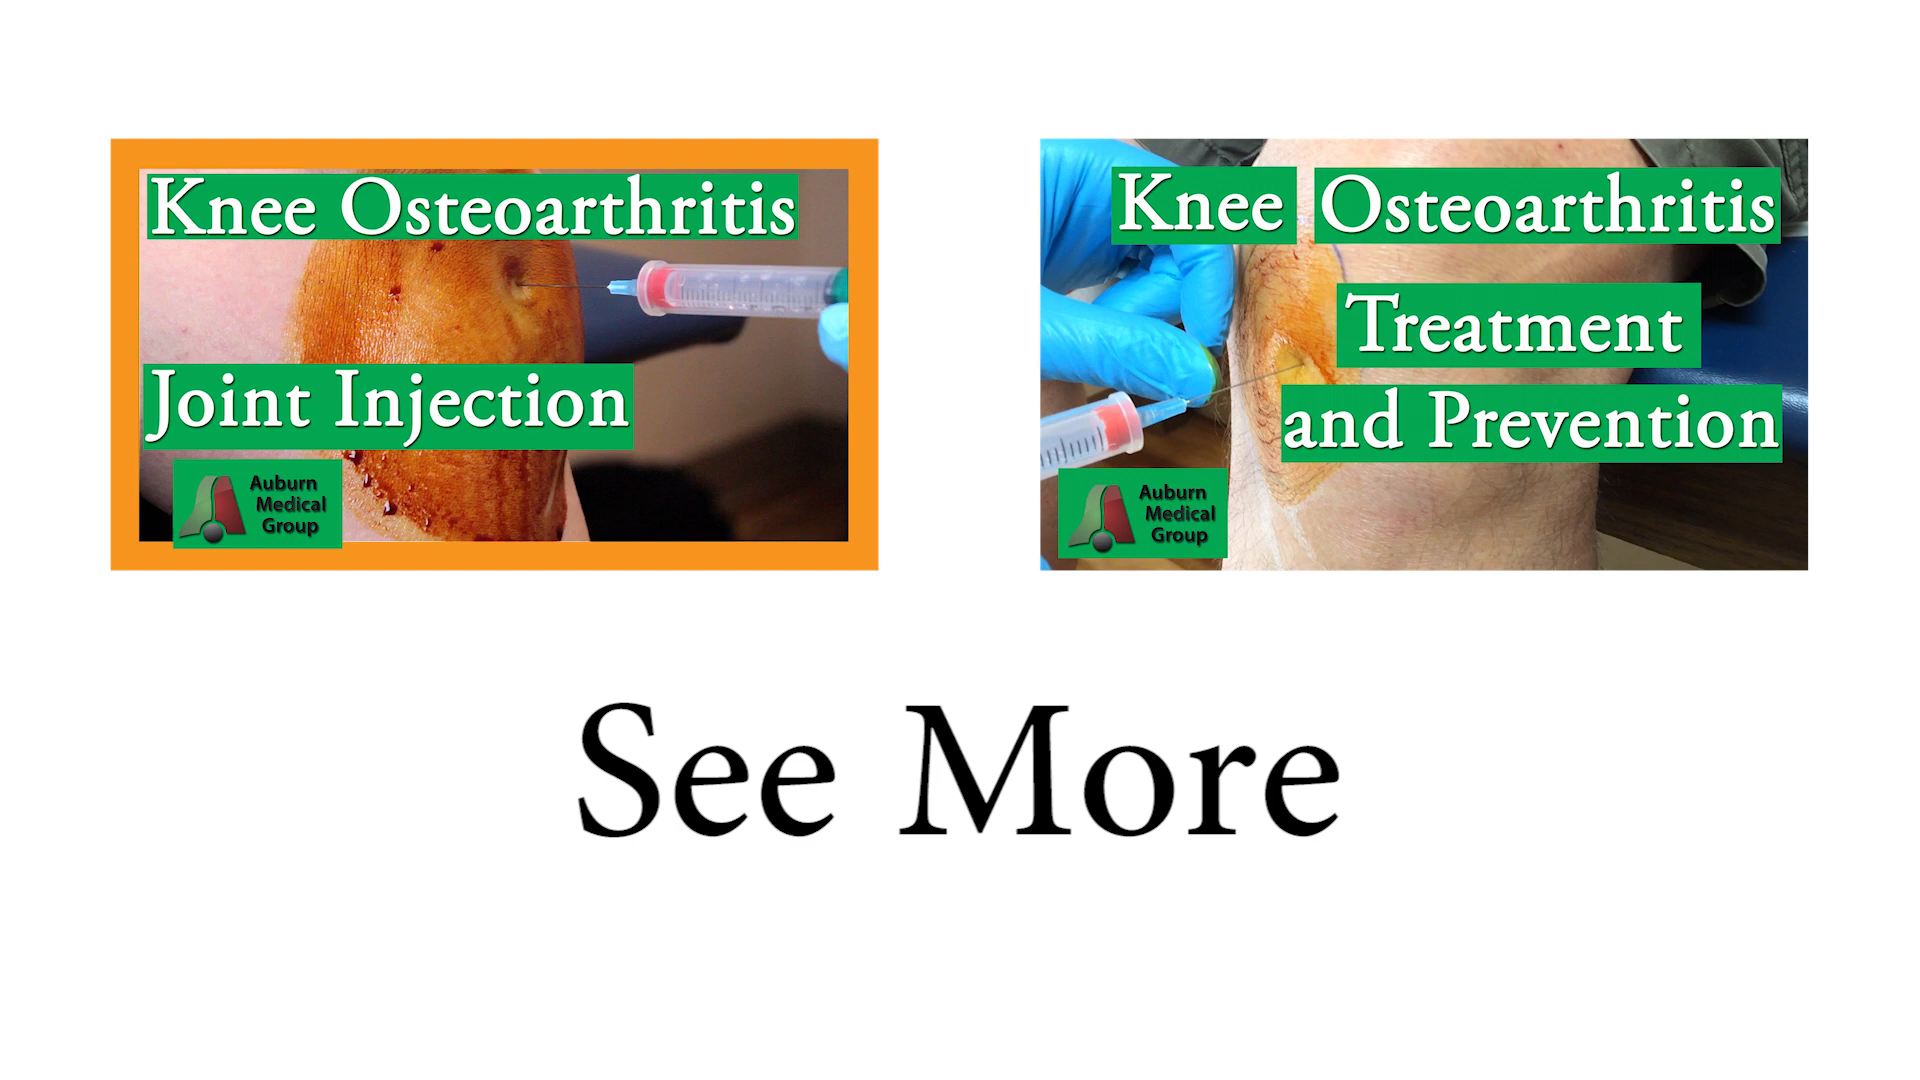 Knee Osteoarthritis
Joint Injection
Auburn
Medical
Group
Knee Osteoarthritis
Treatment
and Prevention
Auburn
Medical
Group
See More